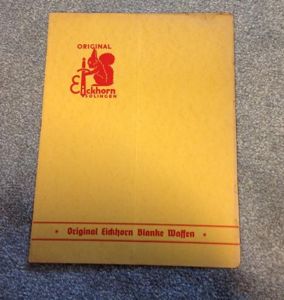 ORIGINAL
Eickhorn
SOLINGEN
* Original Eickhorn Blanke Waffen *